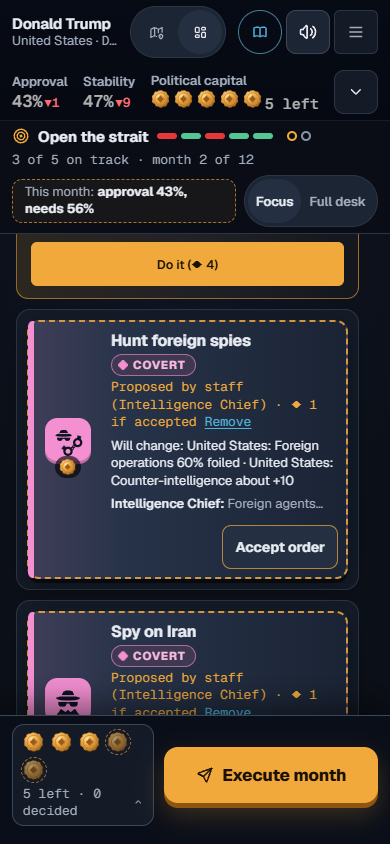 Donald Trump
United States · D…
Approval
43%▾1
Stability
47%▾9
Political capital
5 left
Open the strait
3 of 5 on track · month 2 of 12
This month: approval 43%,
needs 56%
Focus
Full desk
Do it (◆ 4)
Hunt foreign spies
◆ COVERT
Proposed by staff
(Intelligence Chief) · ◆ 1
if accepted Remove
Will change: United States: Foreign
operations 60% foiled · United States:
Counter-intelligence about +10
Intelligence Chief: Foreign agents…
Accept order
Spy on Iran
◆ COVERT
Proposed by staff
(Intelligence Chief) · ◆ 1
if accepted Remove
5 left · 0
decided
Execute month